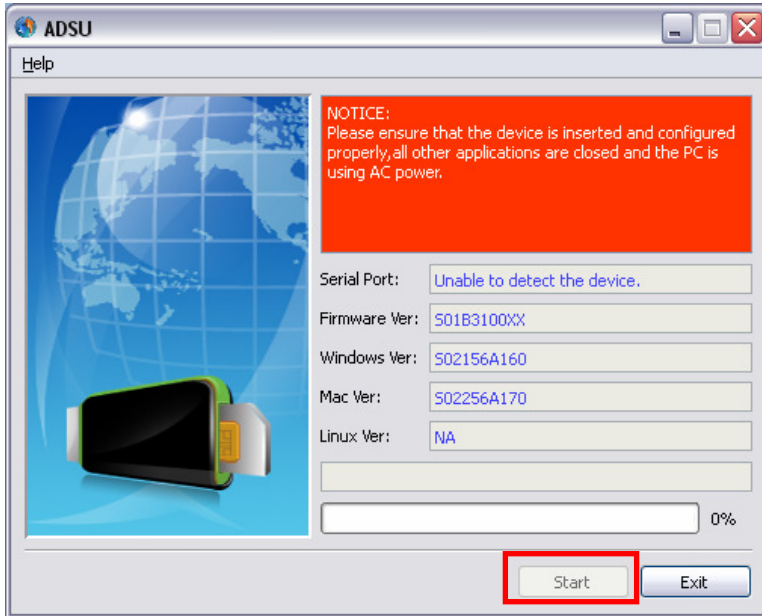 ADSU
Help
NOTICE:
Please ensure that the device is inserted and configured
properly,all other applications are closed and the PC is
using AC power.
Serial Port: Unable to detect the device.
Firmware Ver: S01B3100XX
Windows Ver: S02156A160
Mac Ver: S02256A170
Linux Ver: NA
0%
Start Exit